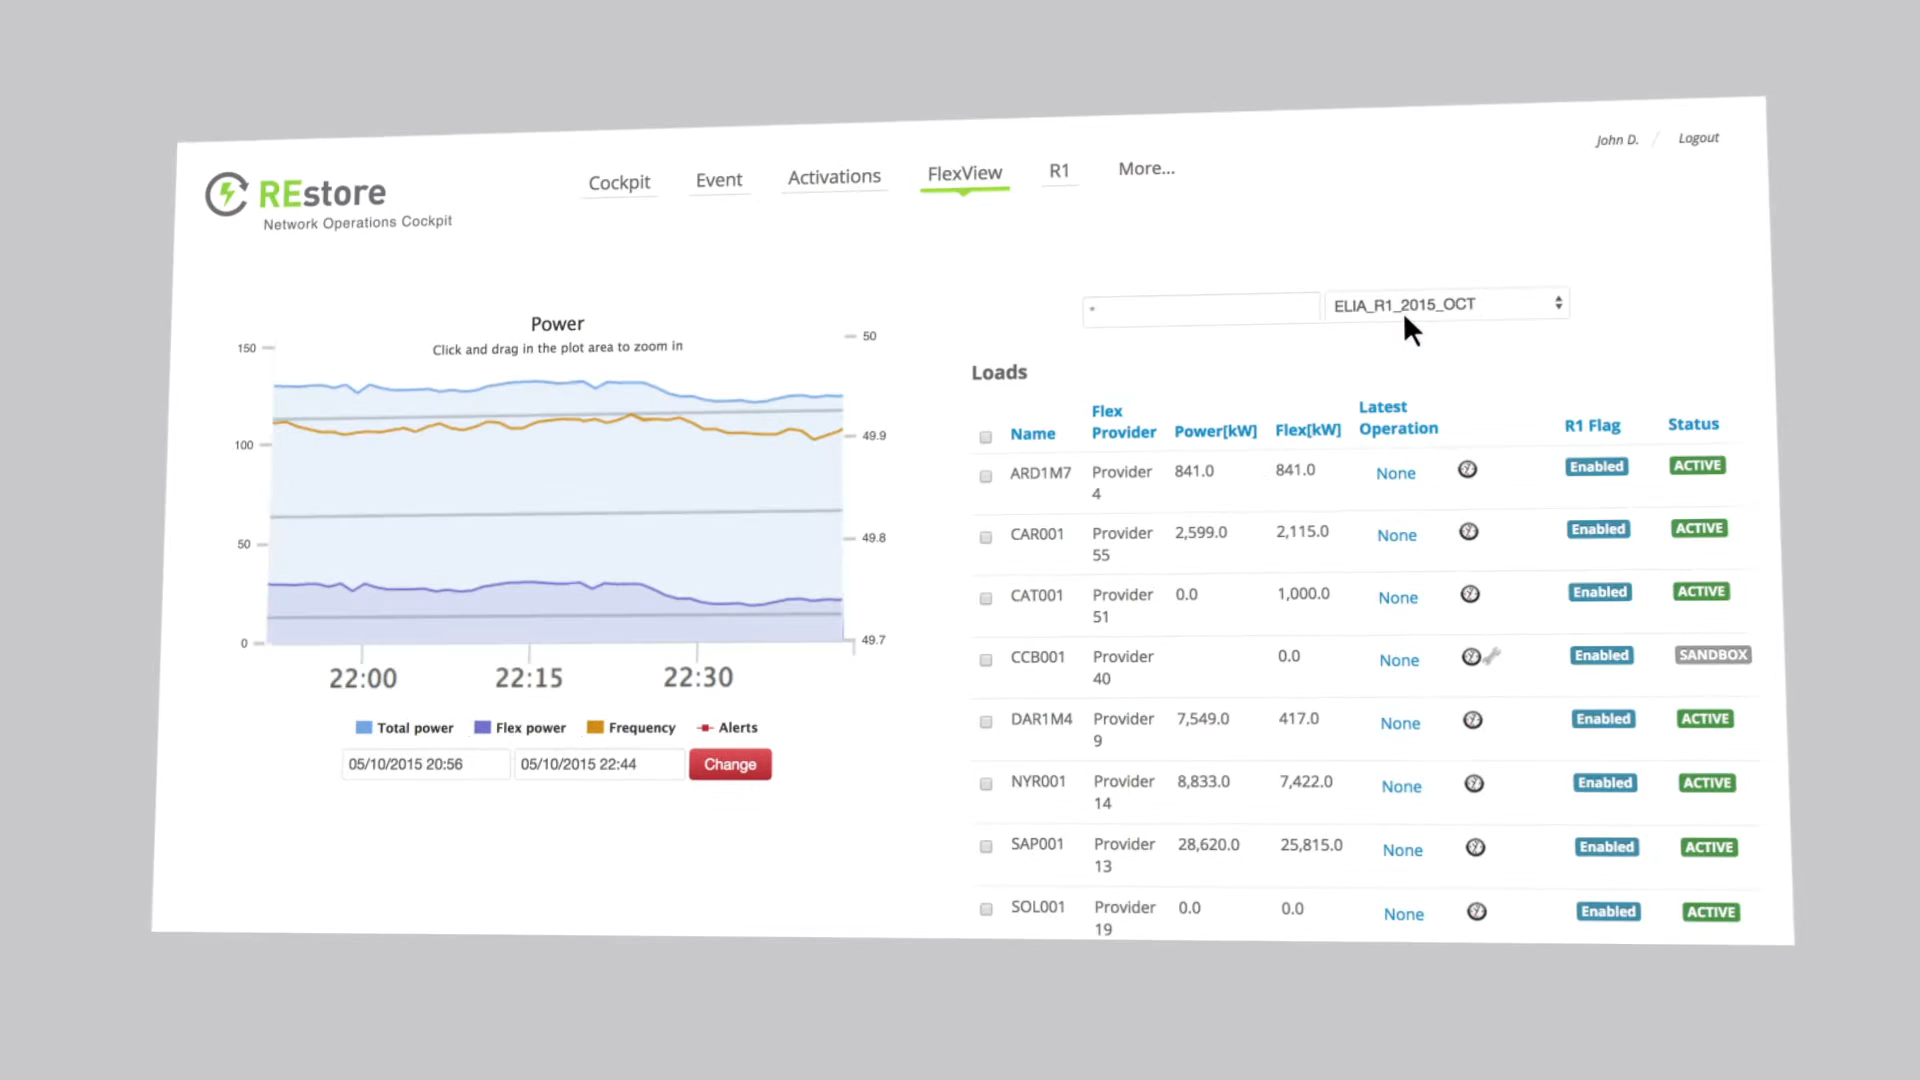 John D. / Logout
REstore
Network Operations Cockpit
Cockpit Event Activations FlexView R1 More...
* ELIA_R1_2015_OCT
Power
Click and drag in the plot area to zoom in
150
100
50
0
50
49.9
49.8
49.7
22:00 22:15 22:30
Total power Flex power Frequency Alerts
05/10/2015 20:56 05/10/2015 22:44 Change
Loads
Name Flex Provider Power[kW] Flex[kW] Latest Operation R1 Flag Status
ARD1M7 Provider 4 841.0 841.0 None Enabled ACTIVE
CAR001 Provider 55 2,599.0 2,115.0 None Enabled ACTIVE
CAT001 Provider 51 0.0 1,000.0 None Enabled ACTIVE
CCB001 Provider 40 0.0 None Enabled SANDBOX
DAR1M4 Provider 9 7,549.0 417.0 None Enabled ACTIVE
NYR001 Provider 14 8,833.0 7,422.0 None Enabled ACTIVE
SAP001 Provider 13 28,620.0 25,815.0 None Enabled ACTIVE
SOL001 Provider 19 0.0 0.0 None Enabled ACTIVE